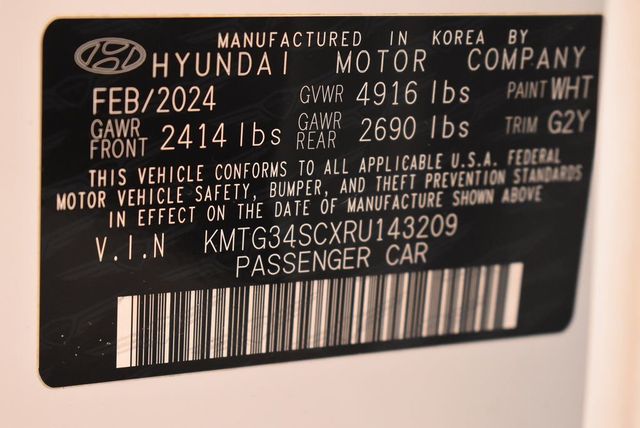 MANUFACTURED IN KOREA BY
HYUNDAI MOTOR COMPANY
FEB/2024 GVWR 4916 lbs PAINT WHT
GAWR FRONT 2414 lbs GAWR REAR 2690 lbs TRIM G2Y
THIS VEHICLE CONFORMS TO ALL APPLICABLE U.S.A. FEDERAL
MOTOR VEHICLE SAFETY, BUMPER, AND THEFT PREVENTION STANDARDS
IN EFFECT ON THE DATE OF MANUFACTURE SHOWN ABOVE
V.I.N KMTG34SCXRU143209
PASSENGER CAR